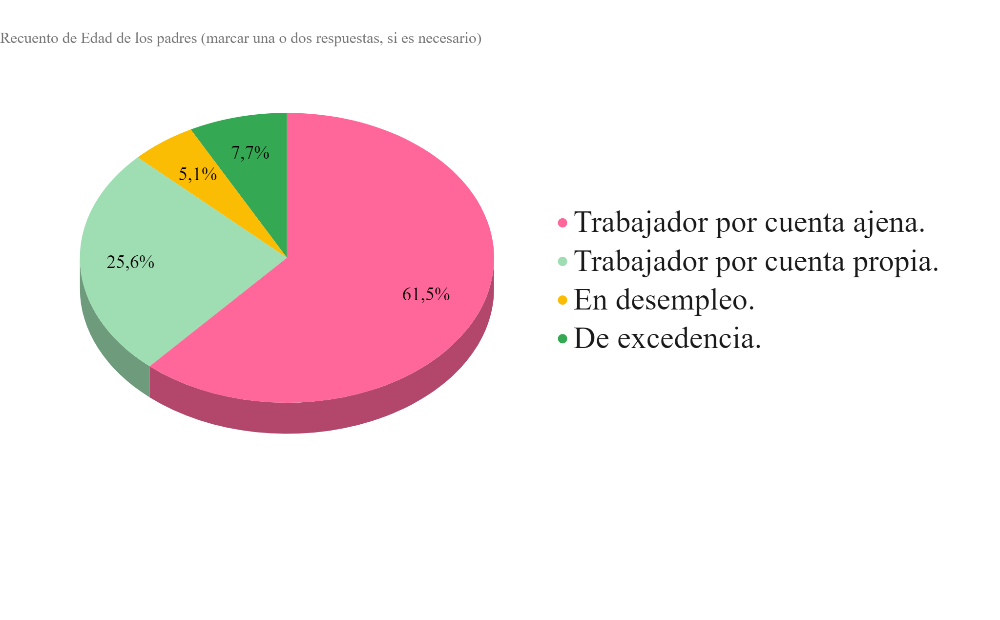 Recuento de Edad de los padres (marcar una o dos respuestas, si es necesario)
7,7%
5,1%
25,6%
61,5%
Trabajador por cuenta ajena.
Trabajador por cuenta propia.
En desempleo.
De excedencia.